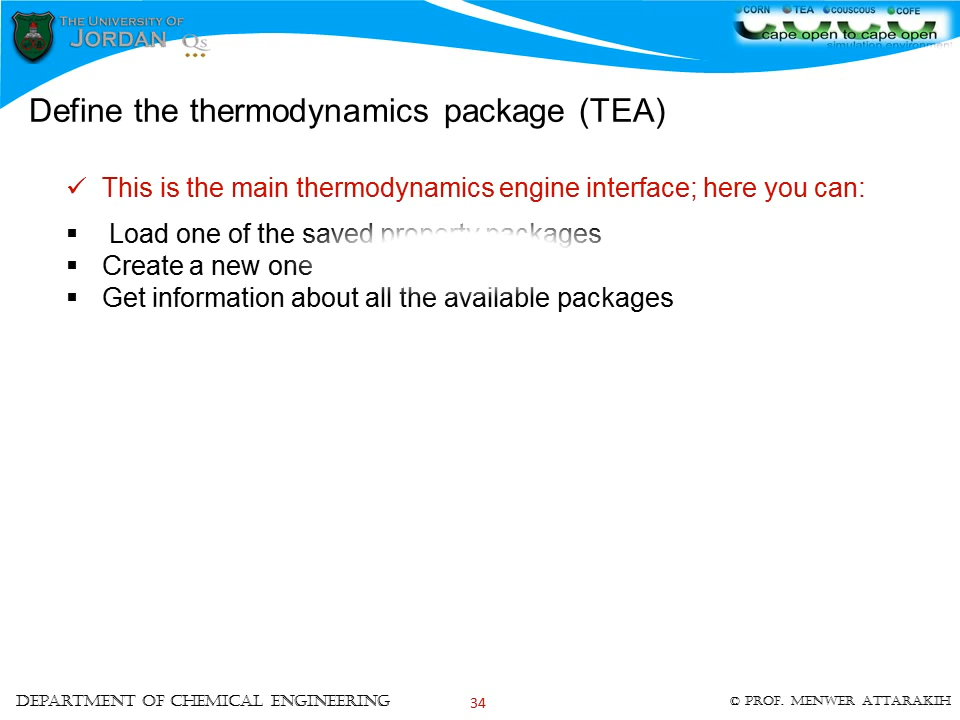 THE UNIVERSITY OF
JORDAN QS
CORN TEA COUSCOUS COFE
cape open to cape open
simulation environment
Define the thermodynamics package (TEA)
✓ This is the main thermodynamics engine interface; here you can:
▪ Load one of the saved property packages
▪ Create a new one
▪ Get information about all the available packages
DEPARTMENT OF CHEMICAL ENGINEERING
34
© PROF. MENWER ATTARAKIH